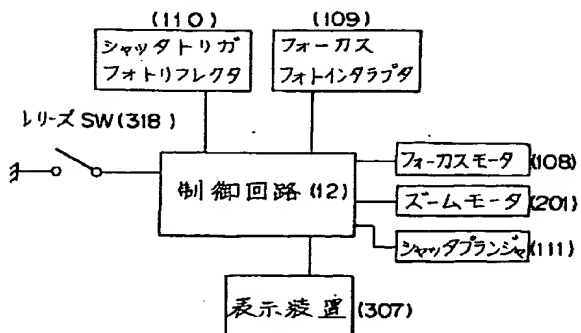 (110)
シャッタトリガ
フォトリフレクタ
(109)
フォーカス
フォトインタラプタ
レリーズSW(318)
制御回路(12)
フォーカスモータ(108)
ズームモータ(201)
シャッタプランジャ(111)
表示装置(307)